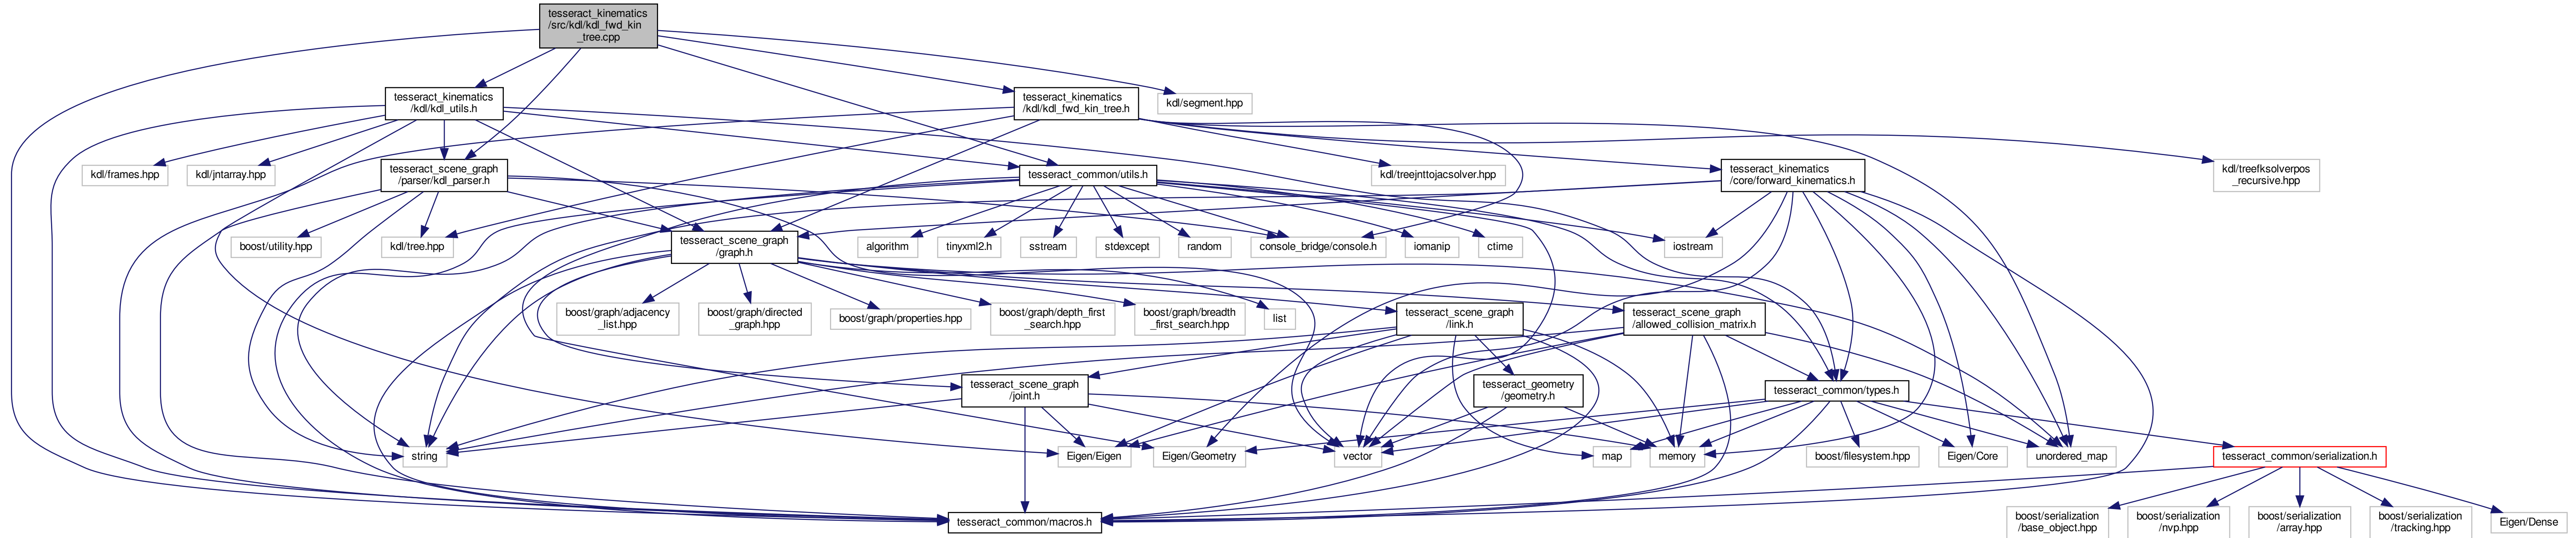 tesseract_kinematics
/src/kdl/kdl_fwd_kin
_tree.cpp
tesseract_kinematics
/kdl/kdl_utils.h
tesseract_kinematics
/kdl/kdl_fwd_kin_tree.h
kdl/segment.hpp
kdl/frames.hpp
kdl/jntarray.hpp
tesseract_scene_graph
/parser/kdl_parser.h
tesseract_common/utils.h
kdl/treejnttojacsolver.hpp
tesseract_kinematics
/core/forward_kinematics.h
kdl/treefksolverpos
_recursive.hpp
boost/utility.hpp
kdl/tree.hpp
tesseract_scene_graph
/graph.h
algorithm
tinyxml2.h
sstream
stdexcept
random
console_bridge/console.h
iomanip
ctime
iostream
boost/graph/adjacency
_list.hpp
boost/graph/directed
_graph.hpp
boost/graph/properties.hpp
boost/graph/depth_first
_search.hpp
boost/graph/breadth
_first_search.hpp
list
tesseract_scene_graph
/link.h
tesseract_scene_graph
/allowed_collision_matrix.h
tesseract_scene_graph
/joint.h
tesseract_geometry
/geometry.h
tesseract_common/types.h
string
Eigen/Eigen
Eigen/Geometry
vector
map
memory
boost/filesystem.hpp
Eigen/Core
unordered_map
tesseract_common/serialization.h
tesseract_common/macros.h
boost/serialization
/base_object.hpp
boost/serialization
/nvp.hpp
boost/serialization
/array.hpp
boost/serialization
/tracking.hpp
Eigen/Dense